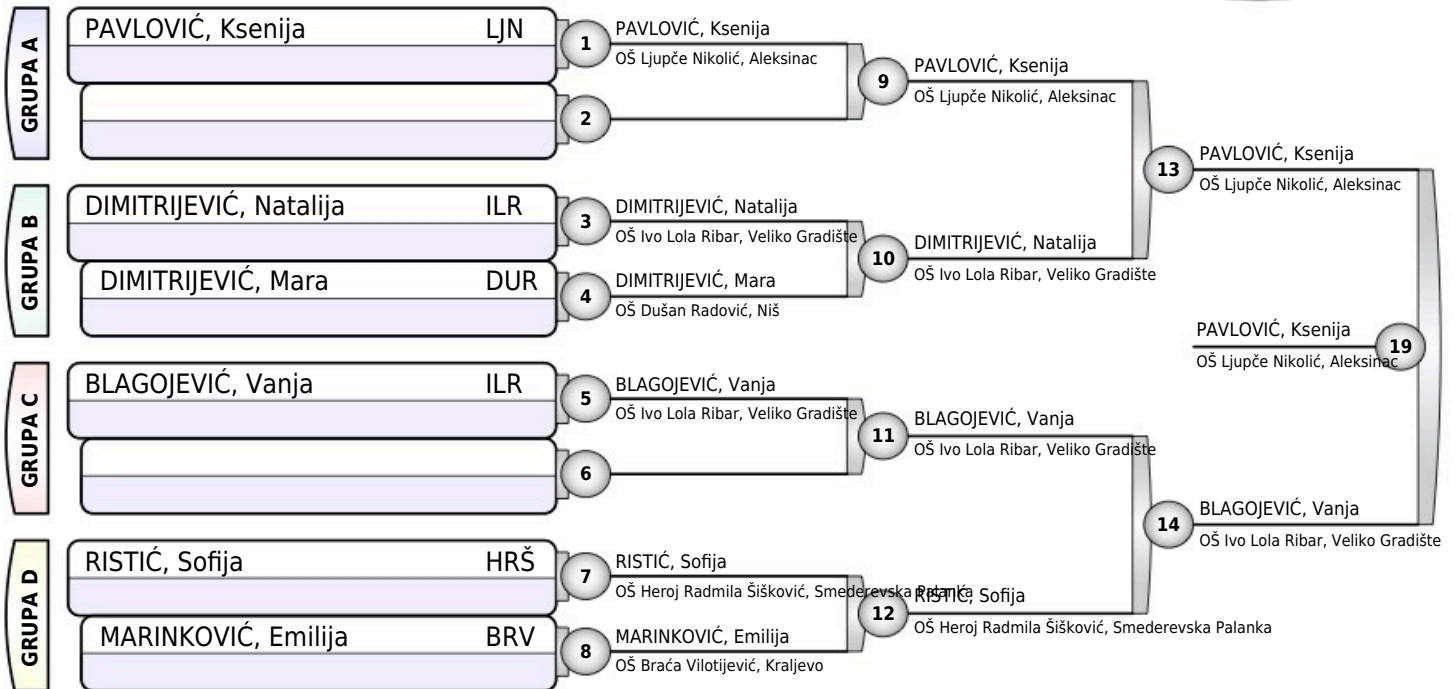 GRUPA A
PAVLOVIĆ, Ksenija LJN
1
PAVLOVIĆ, Ksenija
OŠ Ljupče Nikolić, Aleksinac
2
9
PAVLOVIĆ, Ksenija
OŠ Ljupče Nikolić, Aleksinac
13
PAVLOVIĆ, Ksenija
OŠ Ljupče Nikolić, Aleksinac
GRUPA B
DIMITRIJEVIĆ, Natalija ILR
3
DIMITRIJEVIĆ, Natalija
OŠ Ivo Lola Ribar, Veliko Gradište
DIMITRIJEVIĆ, Mara DUR
4
DIMITRIJEVIĆ, Mara
OŠ Dušan Radović, Niš
10
DIMITRIJEVIĆ, Natalija
OŠ Ivo Lola Ribar, Veliko Gradište
PAVLOVIĆ, Ksenija
OŠ Ljupče Nikolić, Aleksinac
19
GRUPA C
BLAGOJEVIĆ, Vanja ILR
5
BLAGOJEVIĆ, Vanja
OŠ Ivo Lola Ribar, Veliko Gradište
6
11
BLAGOJEVIĆ, Vanja
OŠ Ivo Lola Ribar, Veliko Gradište
14
BLAGOJEVIĆ, Vanja
OŠ Ivo Lola Ribar, Veliko Gradište
GRUPA D
RISTIĆ, Sofija HRŠ
7
RISTIĆ, Sofija
OŠ Heroj Radmila Šišković, Smederevska Palanka
MARINKOVIĆ, Emilija BRV
8
MARINKOVIĆ, Emilija
OŠ Braća Vilotijević, Kraljevo
12
RISTIĆ, Sofija
OŠ Heroj Radmila Šišković, Smederevska Palanka